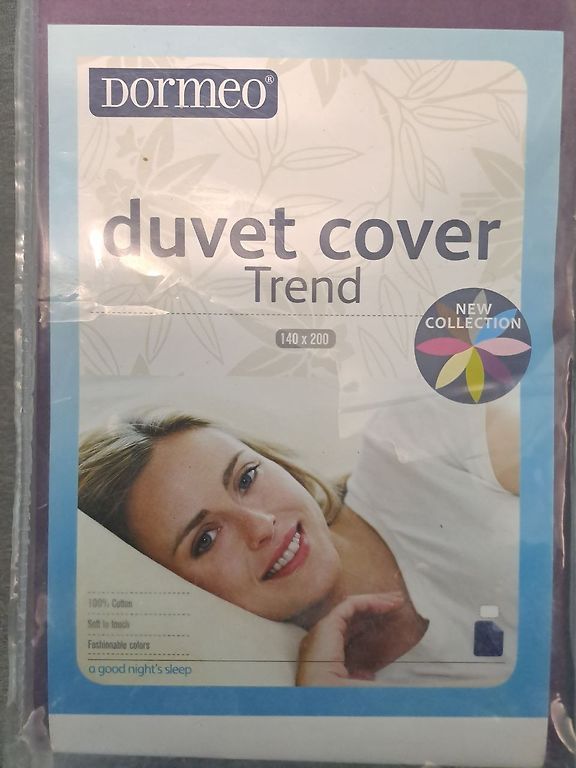 DORMEO®
duvet cover
Trend
NEW
COLLECTION
140 x 200
100% Cotton
Soft to touch
Fashionable colors
a good night's sleep